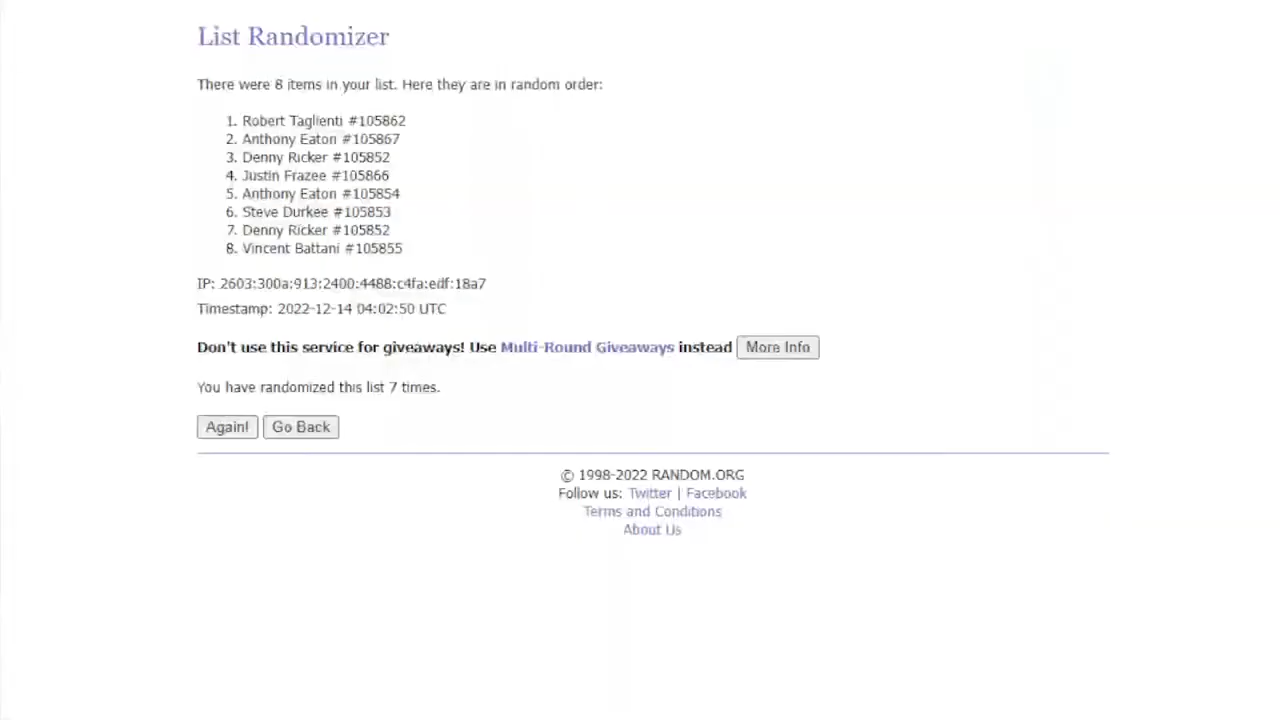 List Randomizer
There were 8 items in your list. Here they are in random order:
1. Robert Taglienti #105862
2. Anthony Eaton #105867
3. Denny Ricker #105852
4. Justin Frazee #105866
5. Anthony Eaton #105854
6. Steve Durkee #105853
7. Denny Ricker #105852
8. Vincent Battani #105855
IP: 2603:300a:913:2400:4488:c4fa:edf:18a7
Timestamp: 2022-12-14 04:02:50 UTC
Don't use this service for giveaways! Use Multi-Round Giveaways instead More Info
You have randomized this list 7 times.
Again! Go Back
© 1998-2022 RANDOM.ORG
Follow us: Twitter | Facebook
Terms and Conditions
About Us